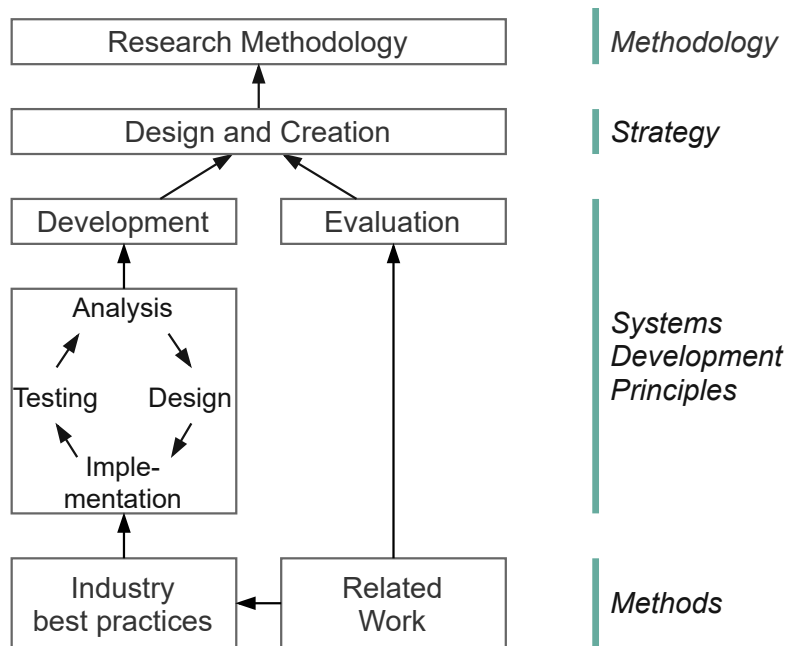 Research Methodology
Methodology
Design and Creation
Strategy
Development
Evaluation
Analysis
Testing
Design
Imple-
mentation
Systems
Development
Principles
Industry
best practices
Related
Work
Methods